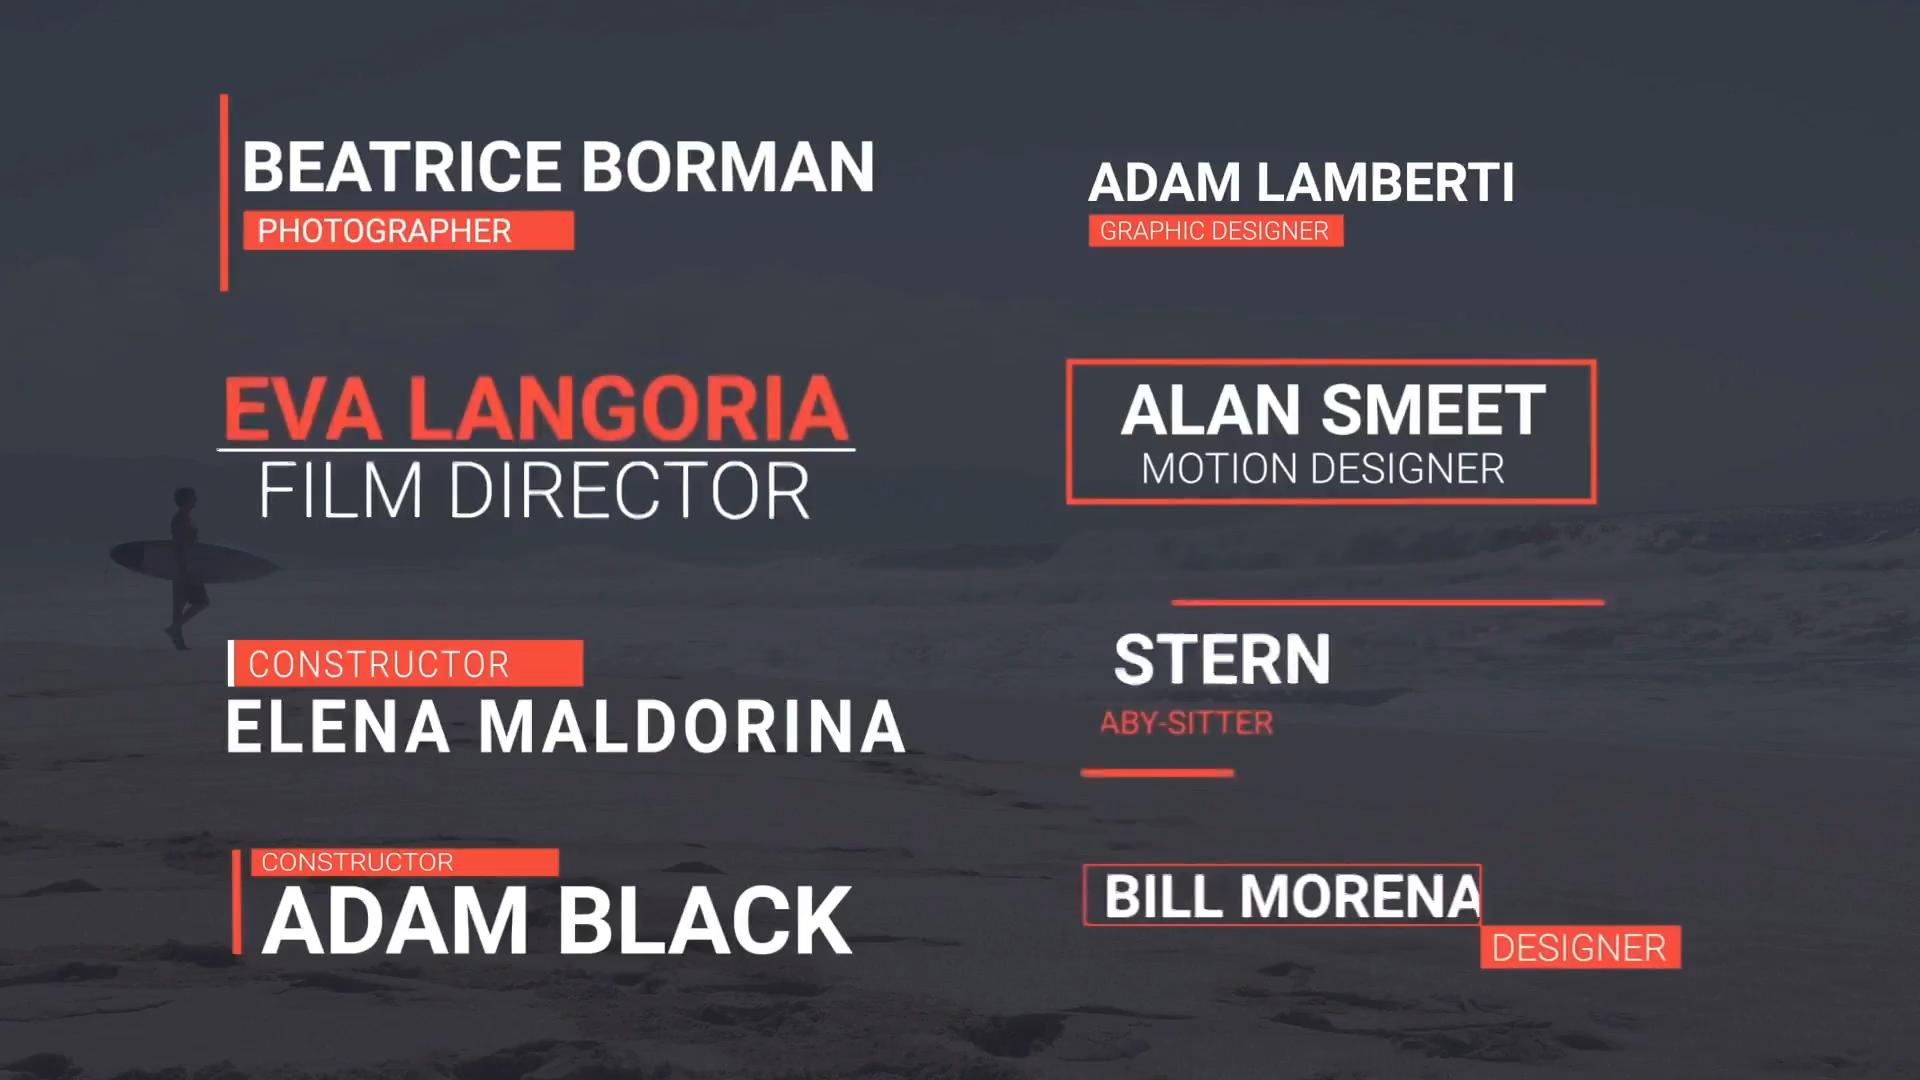 BEATRICE BORMAN
PHOTOGRAPHER
ADAM LAMBERTI
GRAPHIC DESIGNER
EVA LANGORIA
FILM DIRECTOR
ALAN SMEET
MOTION DESIGNER
CONSTRUCTOR
ELENA MALDORINA
STERN
ABY-SITTER
CONSTRUCTOR
ADAM BLACK
BILL MORENA
DESIGNER